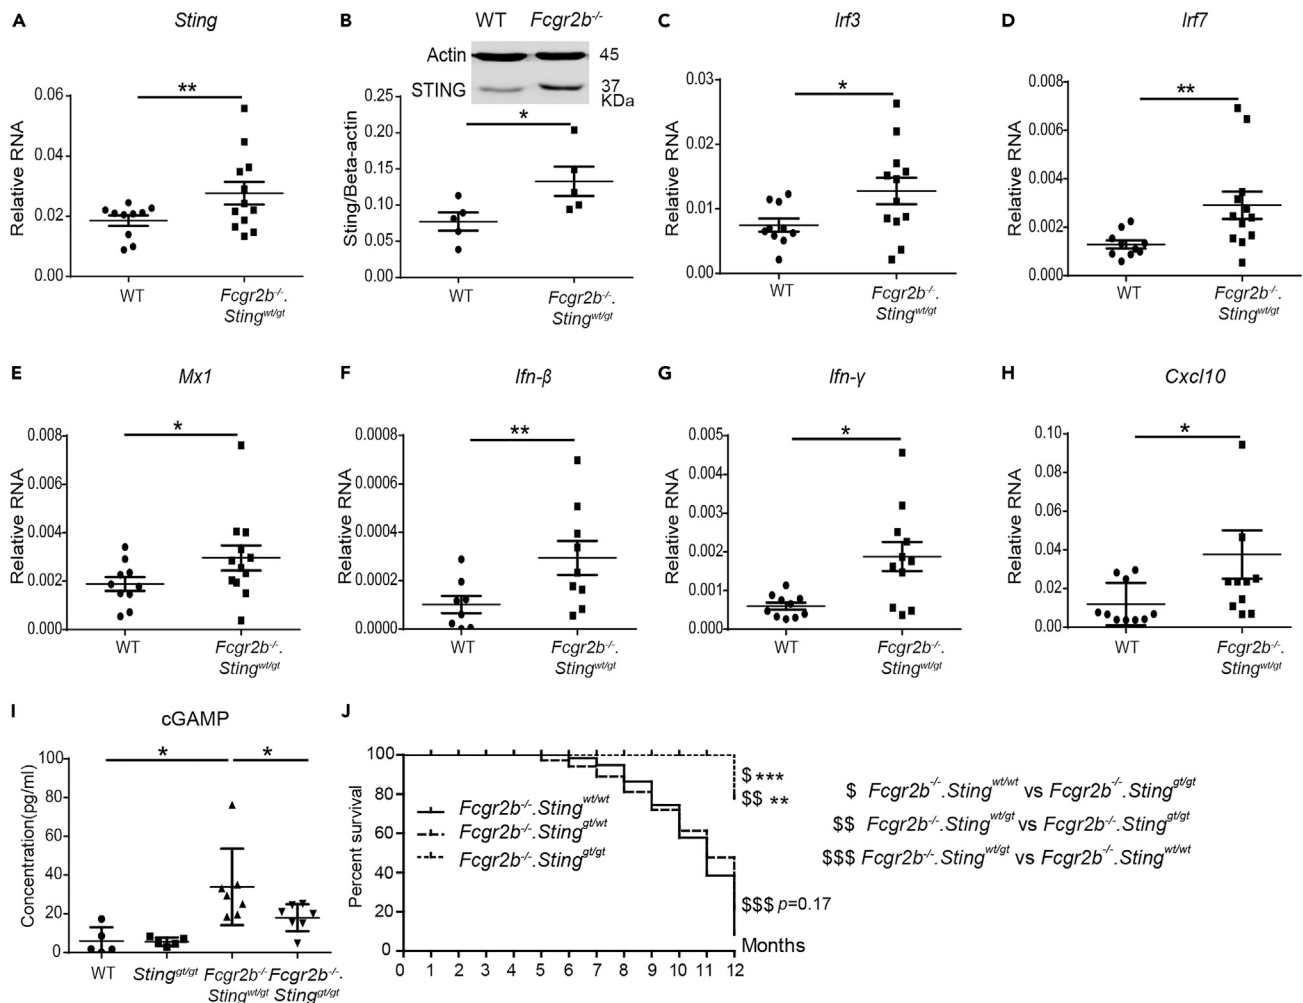 A Sting
Relative RNA
0.06
0.04
0.02
0.00
**
WT
Fcgr2b-/-.
Stingwt/gt
B WT Fcgr2b-/-
Actin 45
STING 37
KDa
Sting/Beta-actin
0.25
0.20
0.15
0.10
0.05
0.00
*
WT
Fcgr2b-/-.
Stingwt/gt
C Irf3
Relative RNA
0.03
0.02
0.01
0.00
*
WT
Fcgr2b-/-.
Stingwt/gt
D Irf7
Relative RNA
0.008
0.006
0.004
0.002
0.000
**
WT
Fcgr2b-/-.
Stingwt/gt
E Mx1
Relative RNA
0.008
0.006
0.004
0.002
0.000
*
WT
Fcgr2b-/-.
Stingwt/gt
F Ifn-β
Relative RNA
0.0008
0.0006
0.0004
0.0002
0.0000
**
WT
Fcgr2b-/-.
Stingwt/gt
G Ifn-γ
Relative RNA
0.005
0.004
0.003
0.002
0.001
0.000
*
WT
Fcgr2b-/-.
Stingwt/gt
H Cxcl10
Relative RNA
0.10
0.08
0.06
0.04
0.02
0.00
*
WT
Fcgr2b-/-.
Stingwt/gt
I cGAMP
Concentration(pg/ml)
100
80
60
40
20
0
* *
WT Stinggt/gt Fcgr2b-/- Fcgr2b-/-.
Stingwt/gt Stinggt/gt
J
Percent survival
100
80
60
40
20
0
Fcgr2b-/-.Stingwt/wt
Fcgr2b-/-.Stinggt/wt
Fcgr2b-/-.Stinggt/gt
$ ***
$$ **
$$$ p=0.17
Months
0 1 2 3 4 5 6 7 8 9 10 11 12
$ Fcgr2b-/-.Stingwt/wt vs Fcgr2b-/-.Stinggt/gt
$$ Fcgr2b-/-.Stingwt/gt vs Fcgr2b-/-.Stinggt/gt
$$$ Fcgr2b-/-.Stingwt/gt vs Fcgr2b-/-.Stingwt/wt